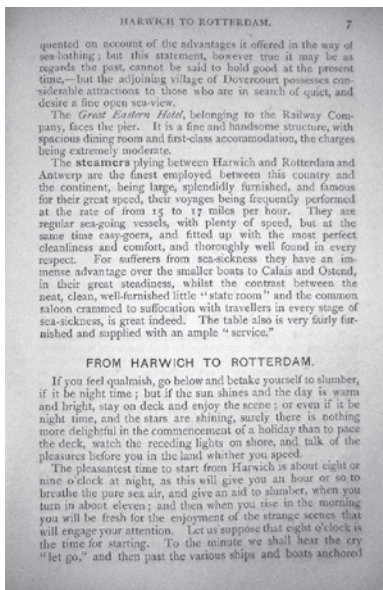 HARWICH TO ROTTERDAM. 7
quented on account of the advantages it offered in the way of
sea-bathing; but this statement, however true it may be as
regards the past, cannot be said to hold good at the present
time,—but the adjoining village of Dovercourt possesses con-
siderable attractions to those who are in search of quiet, and
desire a fine open sea-view.
The Great Eastern Hotel, belonging to the Railway Com-
pany, faces the pier. It is a fine and handsome structure, with
spacious dining room and first-class accommodation, the charges
being extremely moderate.
The steamers plying between Harwich and Rotterdam and
Antwerp are the finest employed between this country and
the continent, being large, splendidly furnished, and famous
for their great speed, their voyages being frequently performed
at the rate of from 15 to 17 miles per hour. They are
regular sea-going vessels, with plenty of speed, but at the
same time easy-goers, and fitted up with the most perfect
cleanliness and comfort, and thoroughly well found in every
respect. For sufferers from sea-sickness they have an im-
mense advantage over the smaller boats to Calais and Ostend,
in their great steadiness, whilst the contrast between the
neat, clean, well-furnished little "state room" and the common
saloon crammed to suffocation with travellers in every stage of
sea-sickness, is great indeed. The table also is very fairly fur-
nished and supplied with an ample "service."
FROM HARWICH TO ROTTERDAM.
If you feel qualmish, go below and betake yourself to slumber,
if it be night time; but if the sun shines and the day is warm
and bright, stay on deck and enjoy the scene; or even if it be
night time, and the stars are shining, surely there is nothing
more delightful in the commencement of a holiday than to pace
the deck, watch the receding lights on shore, and talk of the
pleasures before you in the land whither you speed.
The pleasantest time to start from Harwich is about eight or
nine o'clock at night, as this will give you an hour or so to
breathe the pure sea air, and give an aid to slumber, when you
turn in about eleven; and then when you rise in the morning
you will be fresh for the enjoyment of the strange scenes that
will engage your attention. Let us suppose that eight o'clock is
the time for starting. To the minute we shall hear the cry
"let go," and then past the various ships and boats anchored